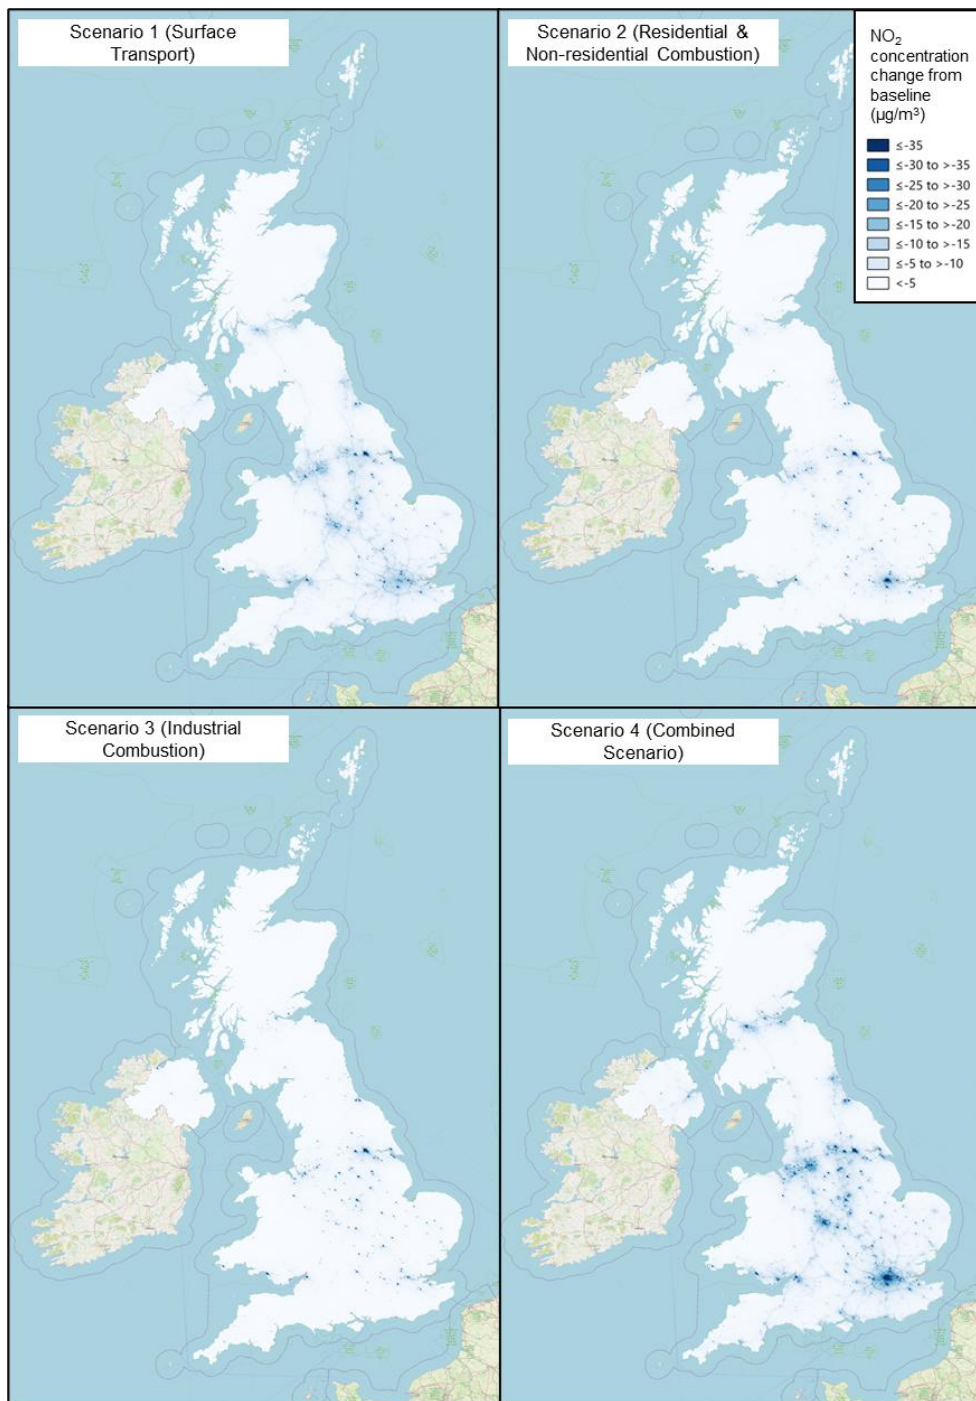 Scenario 1 (Surface
Transport)
Scenario 2 (Residential &
Non-residential Combustion)
NO₂
concentration
change from
baseline
(µg/m³)
≤-35
≤-30 to >-35
≤-25 to >-30
≤-20 to >-25
≤-15 to >-20
≤-10 to >-15
≤-5 to >-10
<-5
Scenario 3 (Industrial
Combustion)
Scenario 4 (Combined
Scenario)